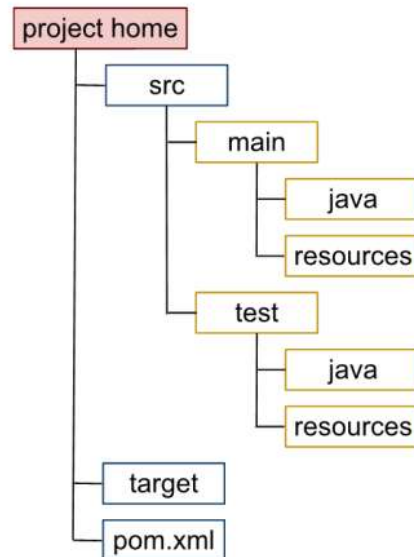 project home
src
main
java
resources
test
java
resources
target
pom.xml